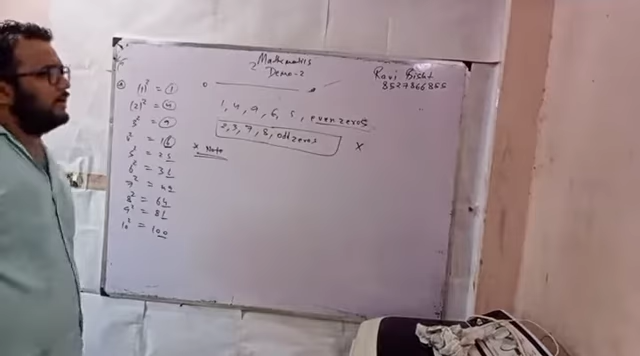 Mathematics
Demo-2
Ravi Bisht
8527866855
(1)² = 1
(2)² = 4
3² = 9
4² = 16
5² = 25
6² = 36
7² = 49
8² = 64
9² = 81
10² = 100
1, 4, 9, 6, 5, even zeros
2, 3, 7, 8, odd zeros x
* Note